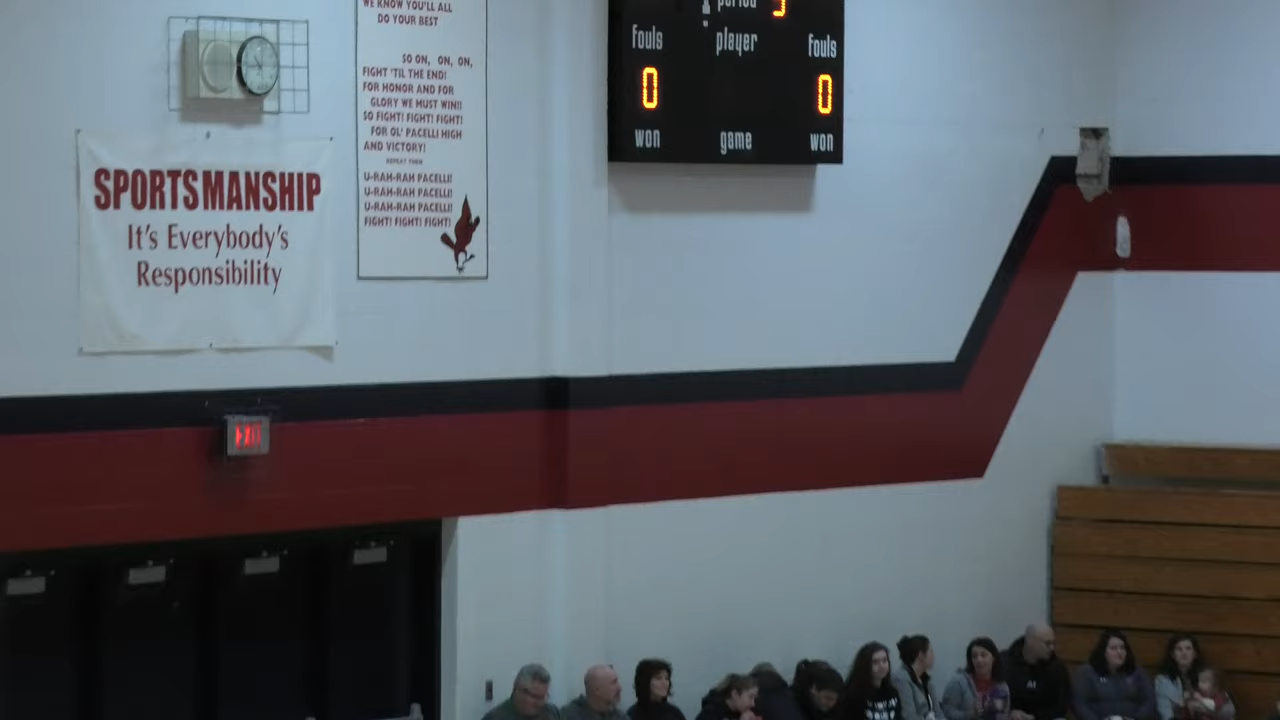 WE KNOW YOU'LL ALL
DO YOUR BEST
SO ON, ON, ON,
FIGHT 'TIL THE END!
FOR HONOR AND FOR
GLORY WE MUST WIN!!
SO FIGHT! FIGHT! FIGHT!
FOR OL' PACELLI HIGH
AND VICTORY!
REPEAT THEN
U-RAH-RAH PACELLI!
U-RAH-RAH PACELLI!
U-RAH-RAH PACELLI!
FIGHT! FIGHT! FIGHT!
SPORTSMANSHIP
It's Everybody's
Responsibility
period
fouls player fouls
0 0
won game won
EXIT